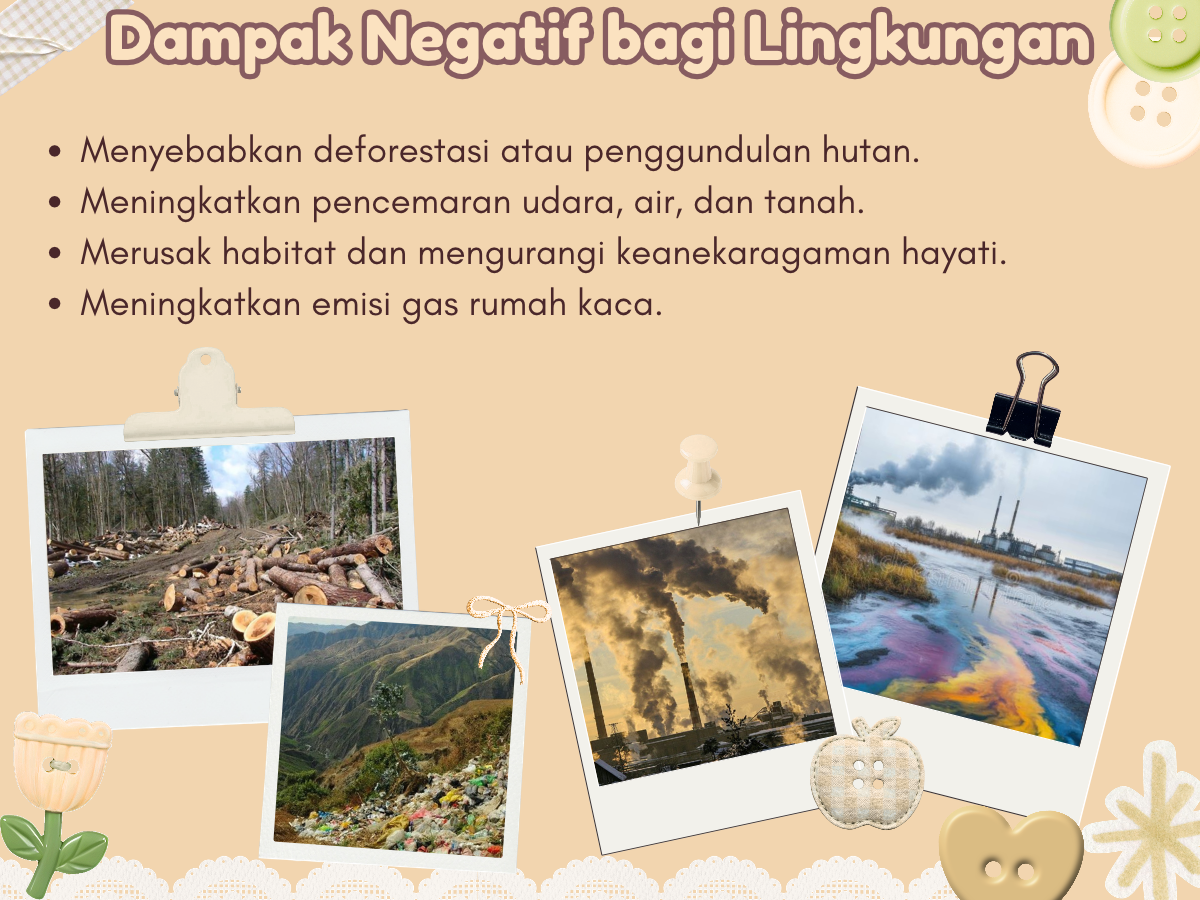 Dampak Negatif bagi Lingkungan
• Menyebabkan deforestasi atau penggundulan hutan.
• Meningkatkan pencemaran udara, air, dan tanah.
• Merusak habitat dan mengurangi keanekaragaman hayati.
• Meningkatkan emisi gas rumah kaca.